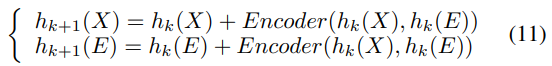 h_{k+1}(X) = h_k(X) + Encoder(h_k(X), h_k(E))
h_{k+1}(E) = h_k(E) + Encoder(h_k(X), h_k(E))
(11)